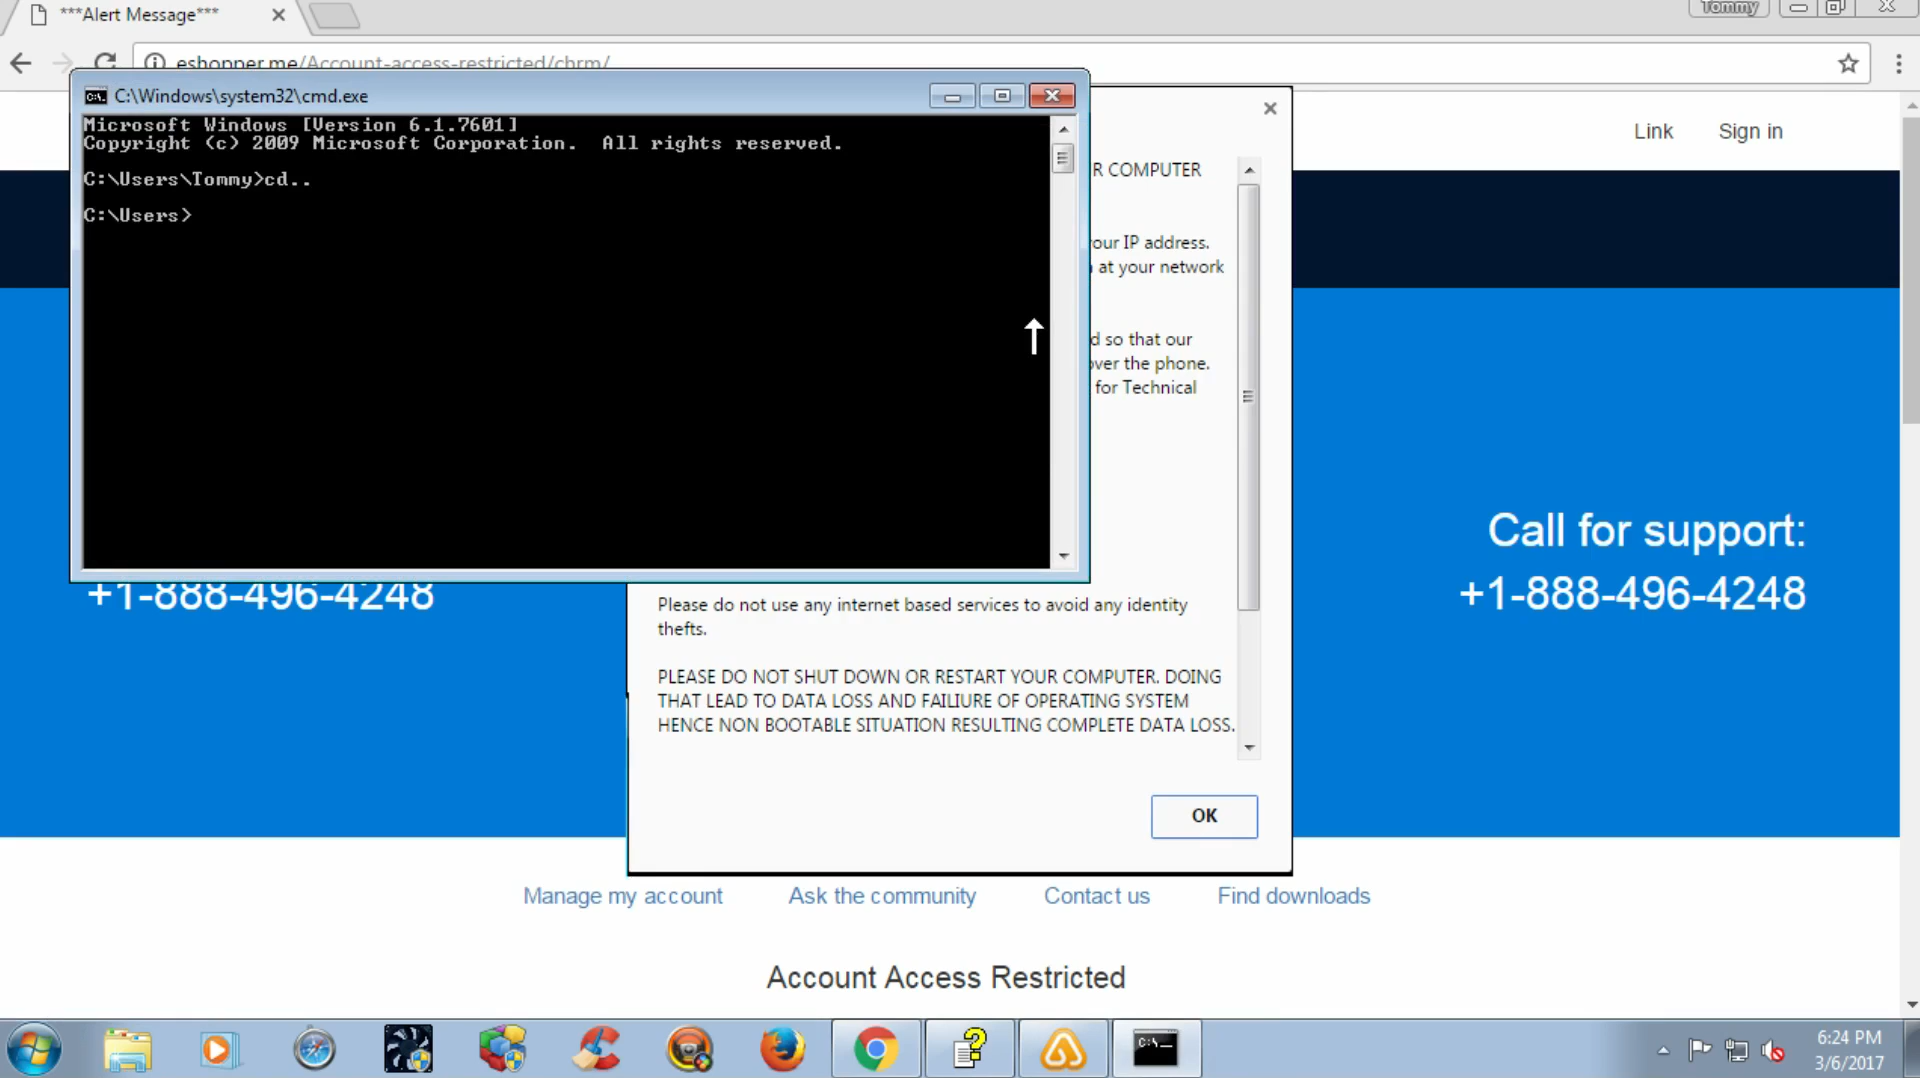 ***Alert Message***
Tommy
eshopper.me/Account-access-restricted/chrm/
C:\Windows\system32\cmd.exe
Microsoft Windows [Version 6.1.7601]
Copyright (c) 2009 Microsoft Corporation.  All rights reserved.
C:\Users\Tommy>cd..
C:\Users>
R COMPUTER
our IP address.
at your network
d so that our
over the phone.
for Technical
Please do not use any internet based services to avoid any identity
thefts.
PLEASE DO NOT SHUT DOWN OR RESTART YOUR COMPUTER. DOING
THAT LEAD TO DATA LOSS AND FAILIURE OF OPERATING SYSTEM
HENCE NON BOOTABLE SITUATION RESULTING COMPLETE DATA LOSS.
OK
Link
Sign in
+1-888-496-4248
Call for support:
+1-888-496-4248
Manage my account
Ask the community
Contact us
Find downloads
Account Access Restricted
C:\_
6:24 PM
3/6/2017